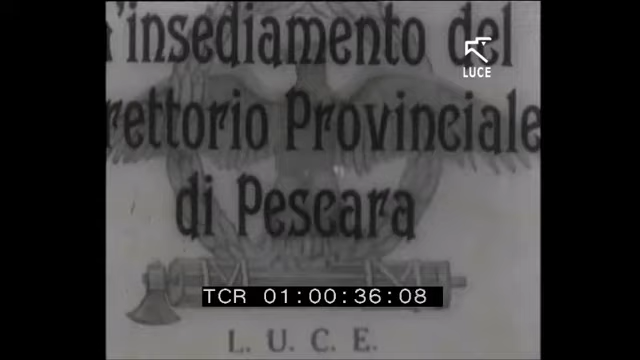 l'insediamento del
rettorio Provinciale
di Pescara
L. U. C. E.
LUCE
TCR 01:00:36:08